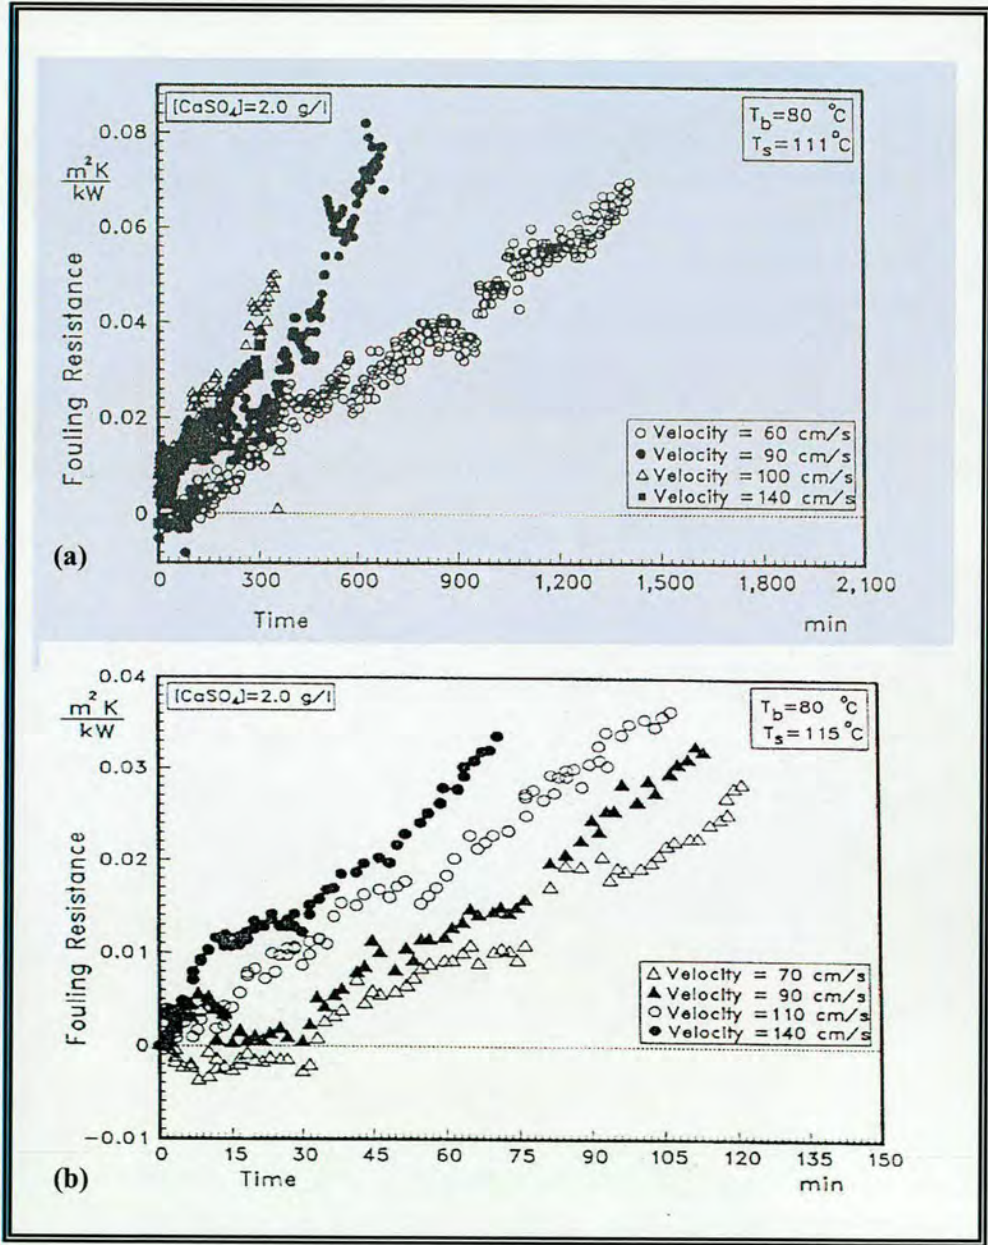 [CaSO₄]=2.0 g/l
T_b=80 °C
T_s=111°C
m²K
kW
Fouling Resistance
0.08
0.06
0.04
0.02
0
○ Velocity = 60 cm/s
● Velocity = 90 cm/s
△ Velocity =100 cm/s
■ Velocity =140 cm/s
(a)
0 300 600 900 1,200 1,500 1,800 2,100
Time min
[CaSO₄]=2.0 g/l
T_b=80 °C
T_s=115°C
m²K
kW
Fouling Resistance
0.04
0.03
0.02
0.01
0
-0.01
△ Velocity = 70 cm/s
▲ Velocity = 90 cm/s
○ Velocity =110 cm/s
● Velocity =140 cm/s
0 15 30 45 60 75 90 105 120 135 150
(b)
Time min